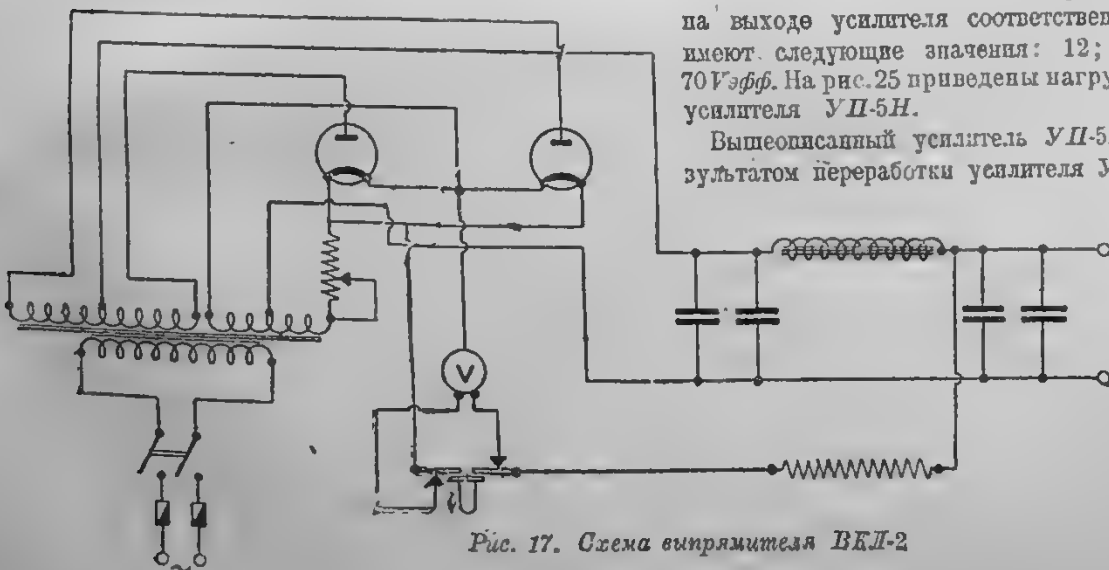 на выходе усилителя соответствен
имеют следующие значения: 12;
70 Vэфф. На рис. 25 приведены нагру
усилителя УП-5Н.
Вышеописанный усилитель УП-5
зультатом переработки усилителя У
V
Рис. 17. Схема выпрямителя ВКЛ-2